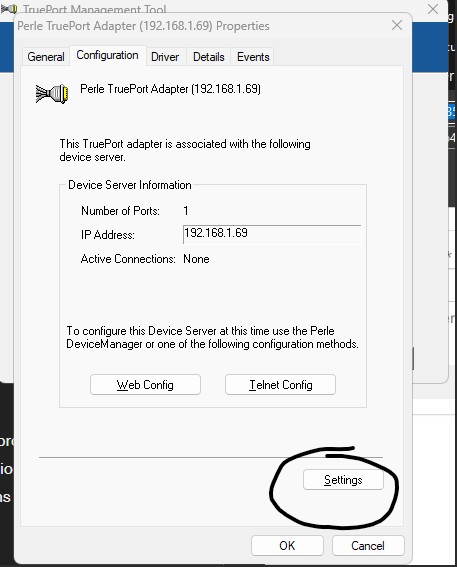 TruePort Management Tool
Perle TruePort Adapter (192.168.1.69) Properties
General Configuration Driver Details Events
Perle TruePort Adapter (192.168.1.69)
This TruePort adapter is associated with the following
device server.
Device Server Information
Number of Ports: 1
IP Address: 192.168.1.69
Active Connections: None
To configure this Device Server at this time use the Perle
DeviceManager or one of the following configuration methods.
Web Config Telnet Config
Settings
OK Cancel